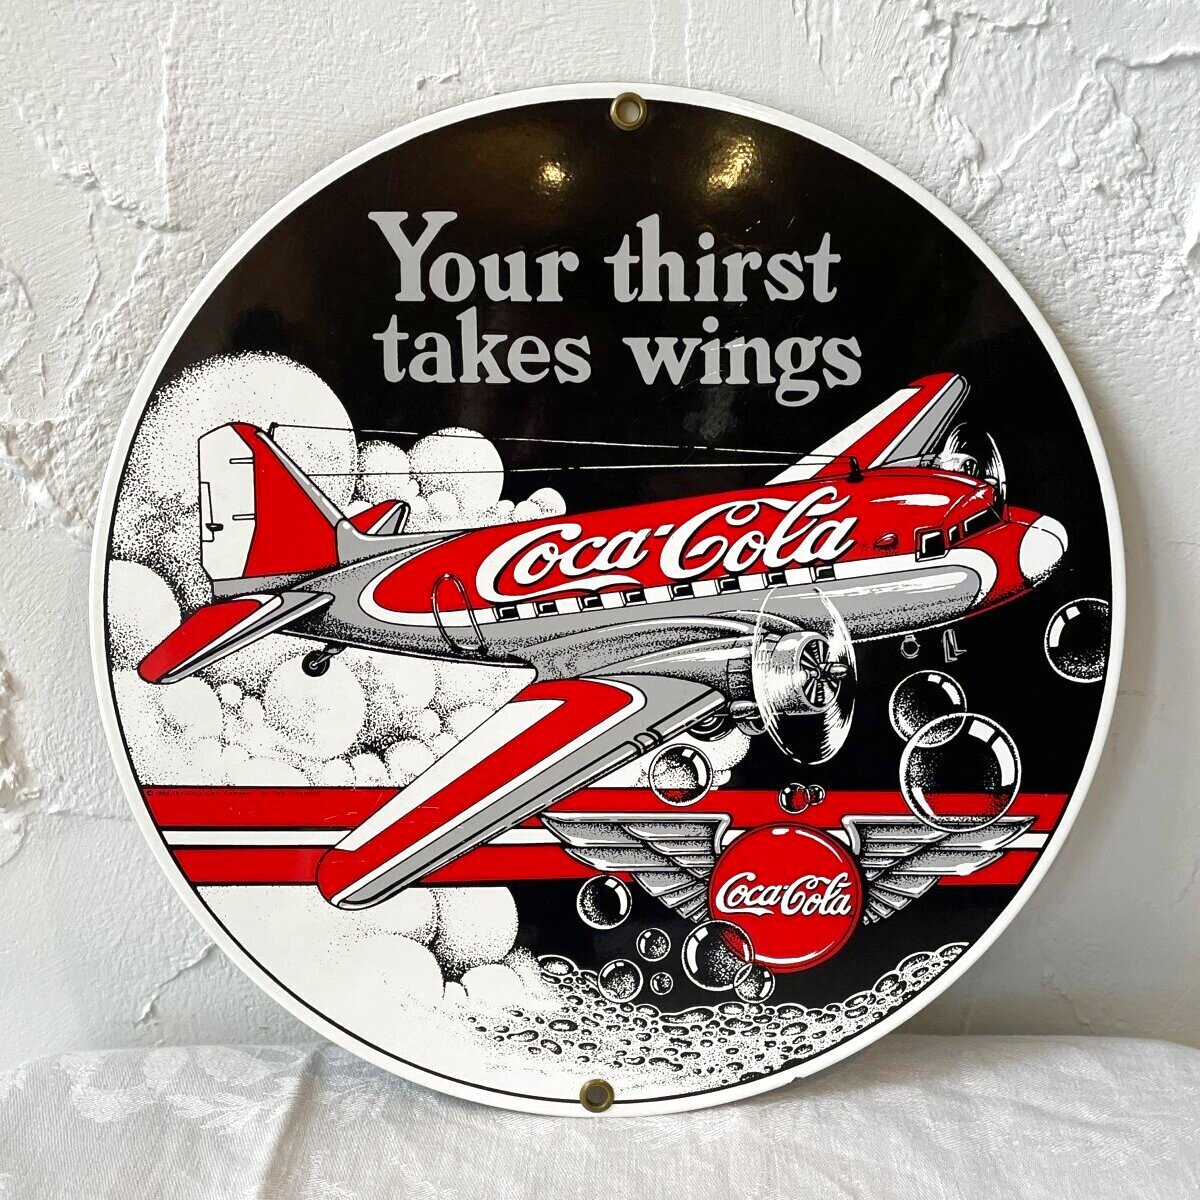 Your thirst
takes wings
Coca-Cola
Coca-Cola